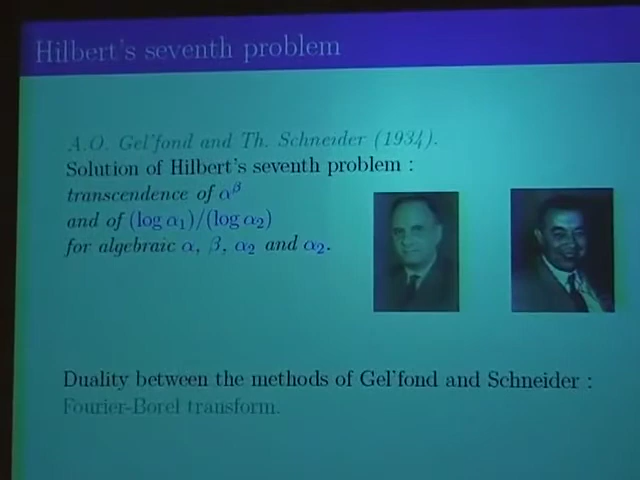 Hilbert's seventh problem
A.O. Gel'fond and Th. Schneider (1934).
Solution of Hilbert's seventh problem :
transcendence of α^β
and of (log α₁)/(log α₂)
for algebraic α, β, α₂ and α₂.
Duality between the methods of Gel'fond and Schneider :
Fourier-Borel transform.